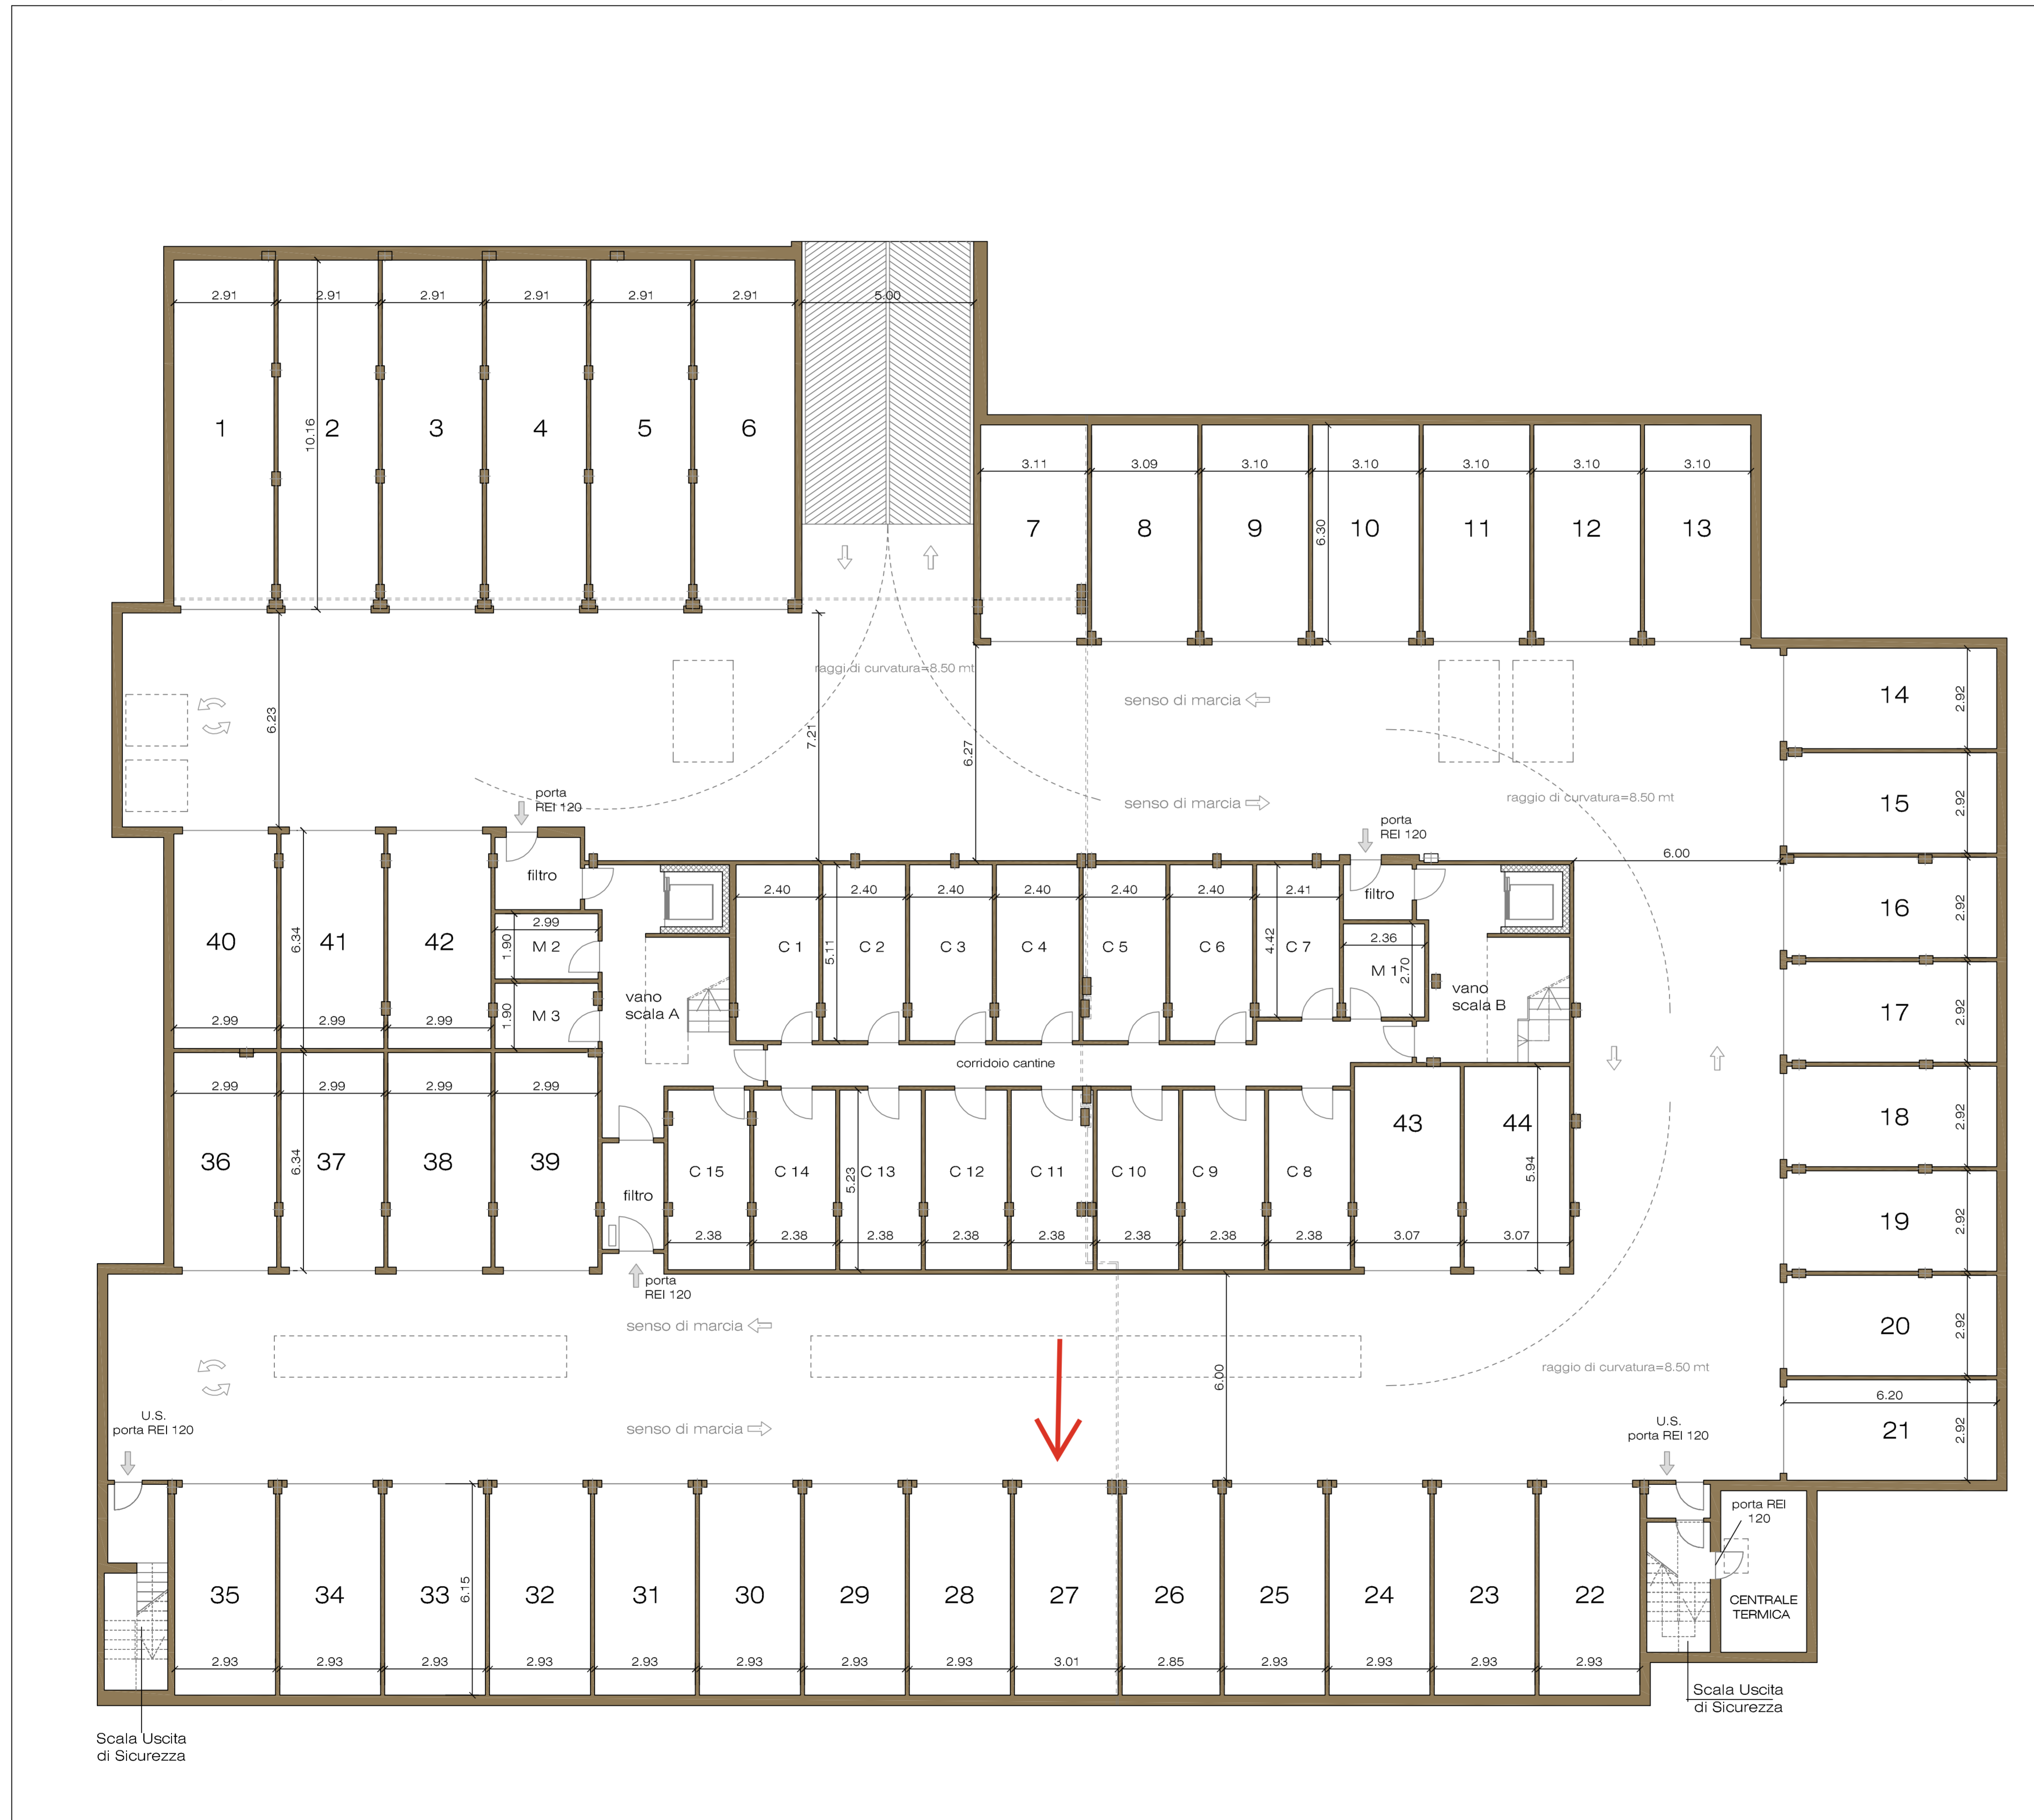 2.91 2.91 2.91 2.91 2.91 2.91 5.00
10.16
1 2 3 4 5 6
3.11 3.09 3.10 3.10 3.10 3.10 3.10
6.30
7 8 9 10 11 12 13
raggi di curvatura=8.50 mt
senso di marcia
6.23
7.21
6.27
senso di marcia
raggio di curvatura=8.50 mt
14 2.92
15 2.92
16 2.92
17 2.92
18 2.92
19 2.92
20 2.92
6.20
21 2.92
porta
REI 120
porta
REI 120
6.00
filtro
filtro
40 41 42
6.34
2.99 2.99 2.99
2.99
1.90
M 2
1.90
M 3
vano
scala A
2.40 2.40 2.40 2.40 2.40 2.40 2.41
C 1 C 2 C 3 C 4 C 5 C 6 C 7
5.11
4.42
2.36
M 1
2.70
vano
scala B
corridoio cantine
2.99 2.99 2.99 2.99
36 37 38 39
6.34
filtro
C 15 C 14 C 13 C 12 C 11 C 10 C 9 C 8
5.23
2.38 2.38 2.38 2.38 2.38 2.38 2.38 2.38
43 44
5.94
3.07 3.07
porta
REI 120
senso di marcia
6.00
raggio di curvatura=8.50 mt
U.S.
porta REI 120
senso di marcia
U.S.
porta REI 120
porta REI
120
35 34 33 32 31 30 29 28 27 26 25 24 23 22
6.15
CENTRALE
TERMICA
2.93 2.93 2.93 2.93 2.93 2.93 2.93 2.93 3.01 2.85 2.93 2.93 2.93 2.93
Scala Uscita
di Sicurezza
Scala Uscita
di Sicurezza